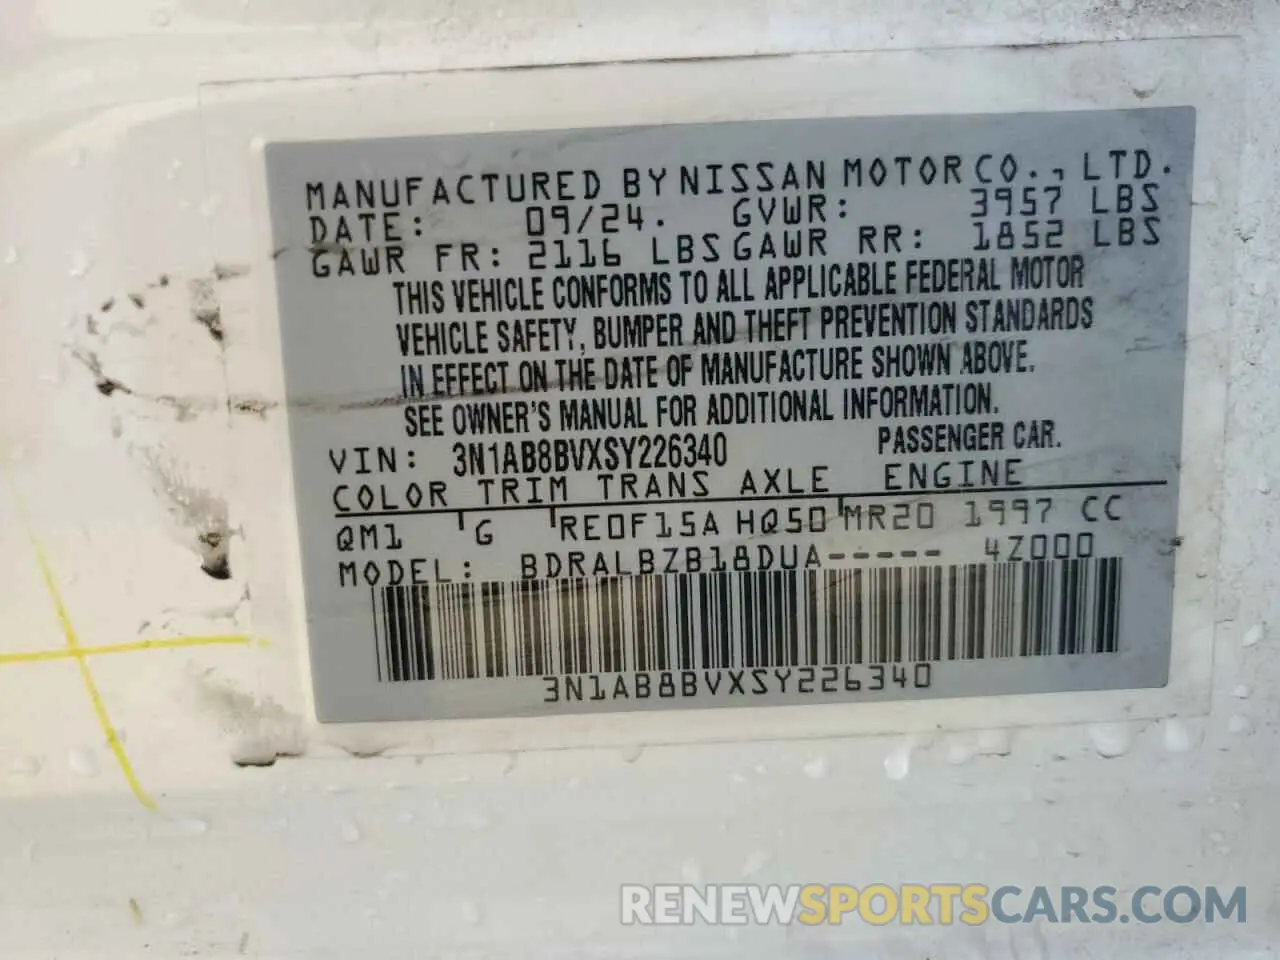 MANUFACTURED BY NISSAN MOTOR CO., LTD.
DATE: 09/24. GVWR: 3957 LBS
GAWR FR: 2116 LBS GAWR RR: 1852 LBS
THIS VEHICLE CONFORMS TO ALL APPLICABLE FEDERAL MOTOR
VEHICLE SAFETY, BUMPER AND THEFT PREVENTION STANDARDS
IN EFFECT ON THE DATE OF MANUFACTURE SHOWN ABOVE.
SEE OWNER'S MANUAL FOR ADDITIONAL INFORMATION.
VIN: 3N1AB8BVXSY226340 PASSENGER CAR.
COLOR TRIM TRANS AXLE ENGINE
QM1 G RE0F15A HQ50 MR20 1997 CC
MODEL: BDRALBZB18DUA----- 4Z000
3N1AB8BVXSY226340
RENEWSPORTSCARS.COM